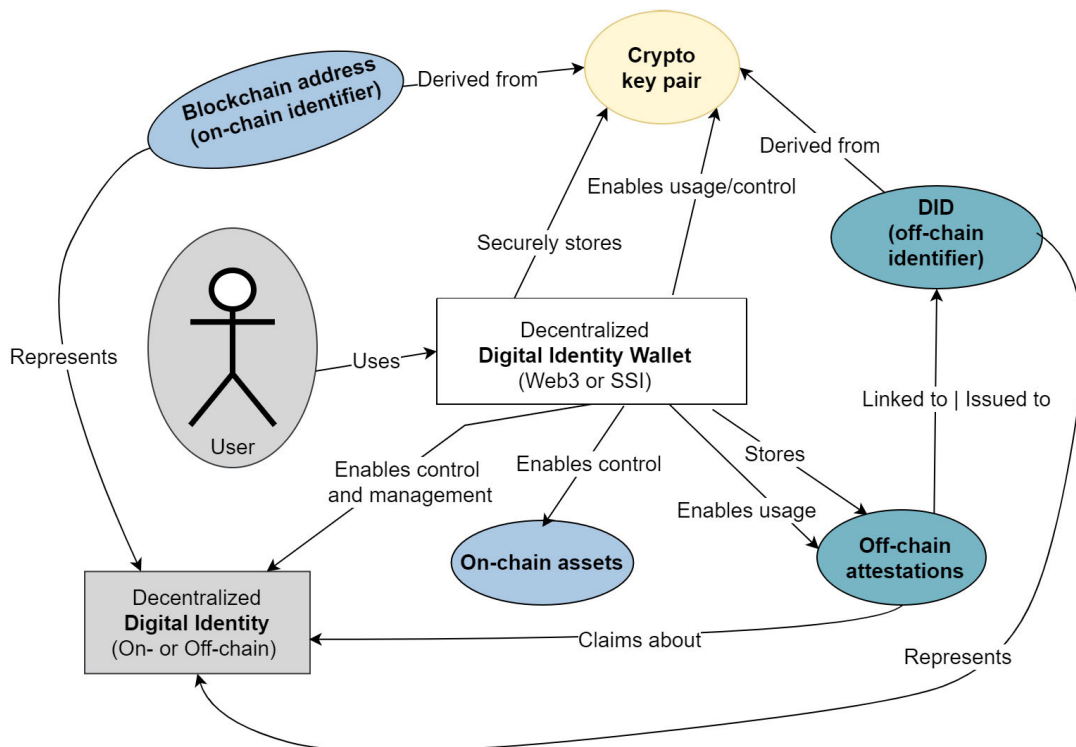 Blockchain address
(on-chain identifier)
Derived from
Crypto
key pair
Derived from
Enables usage/control
DID
(off-chain
identifier)
Securely stores
Decentralized
Digital Identity Wallet
(Web3 or SSI)
Represents
Uses
User
Linked to | Issued to
Enables control
and management
Enables control
Stores
Enables usage
On-chain assets
Off-chain
attestations
Decentralized
Digital Identity
(On- or Off-chain)
Claims about
Represents